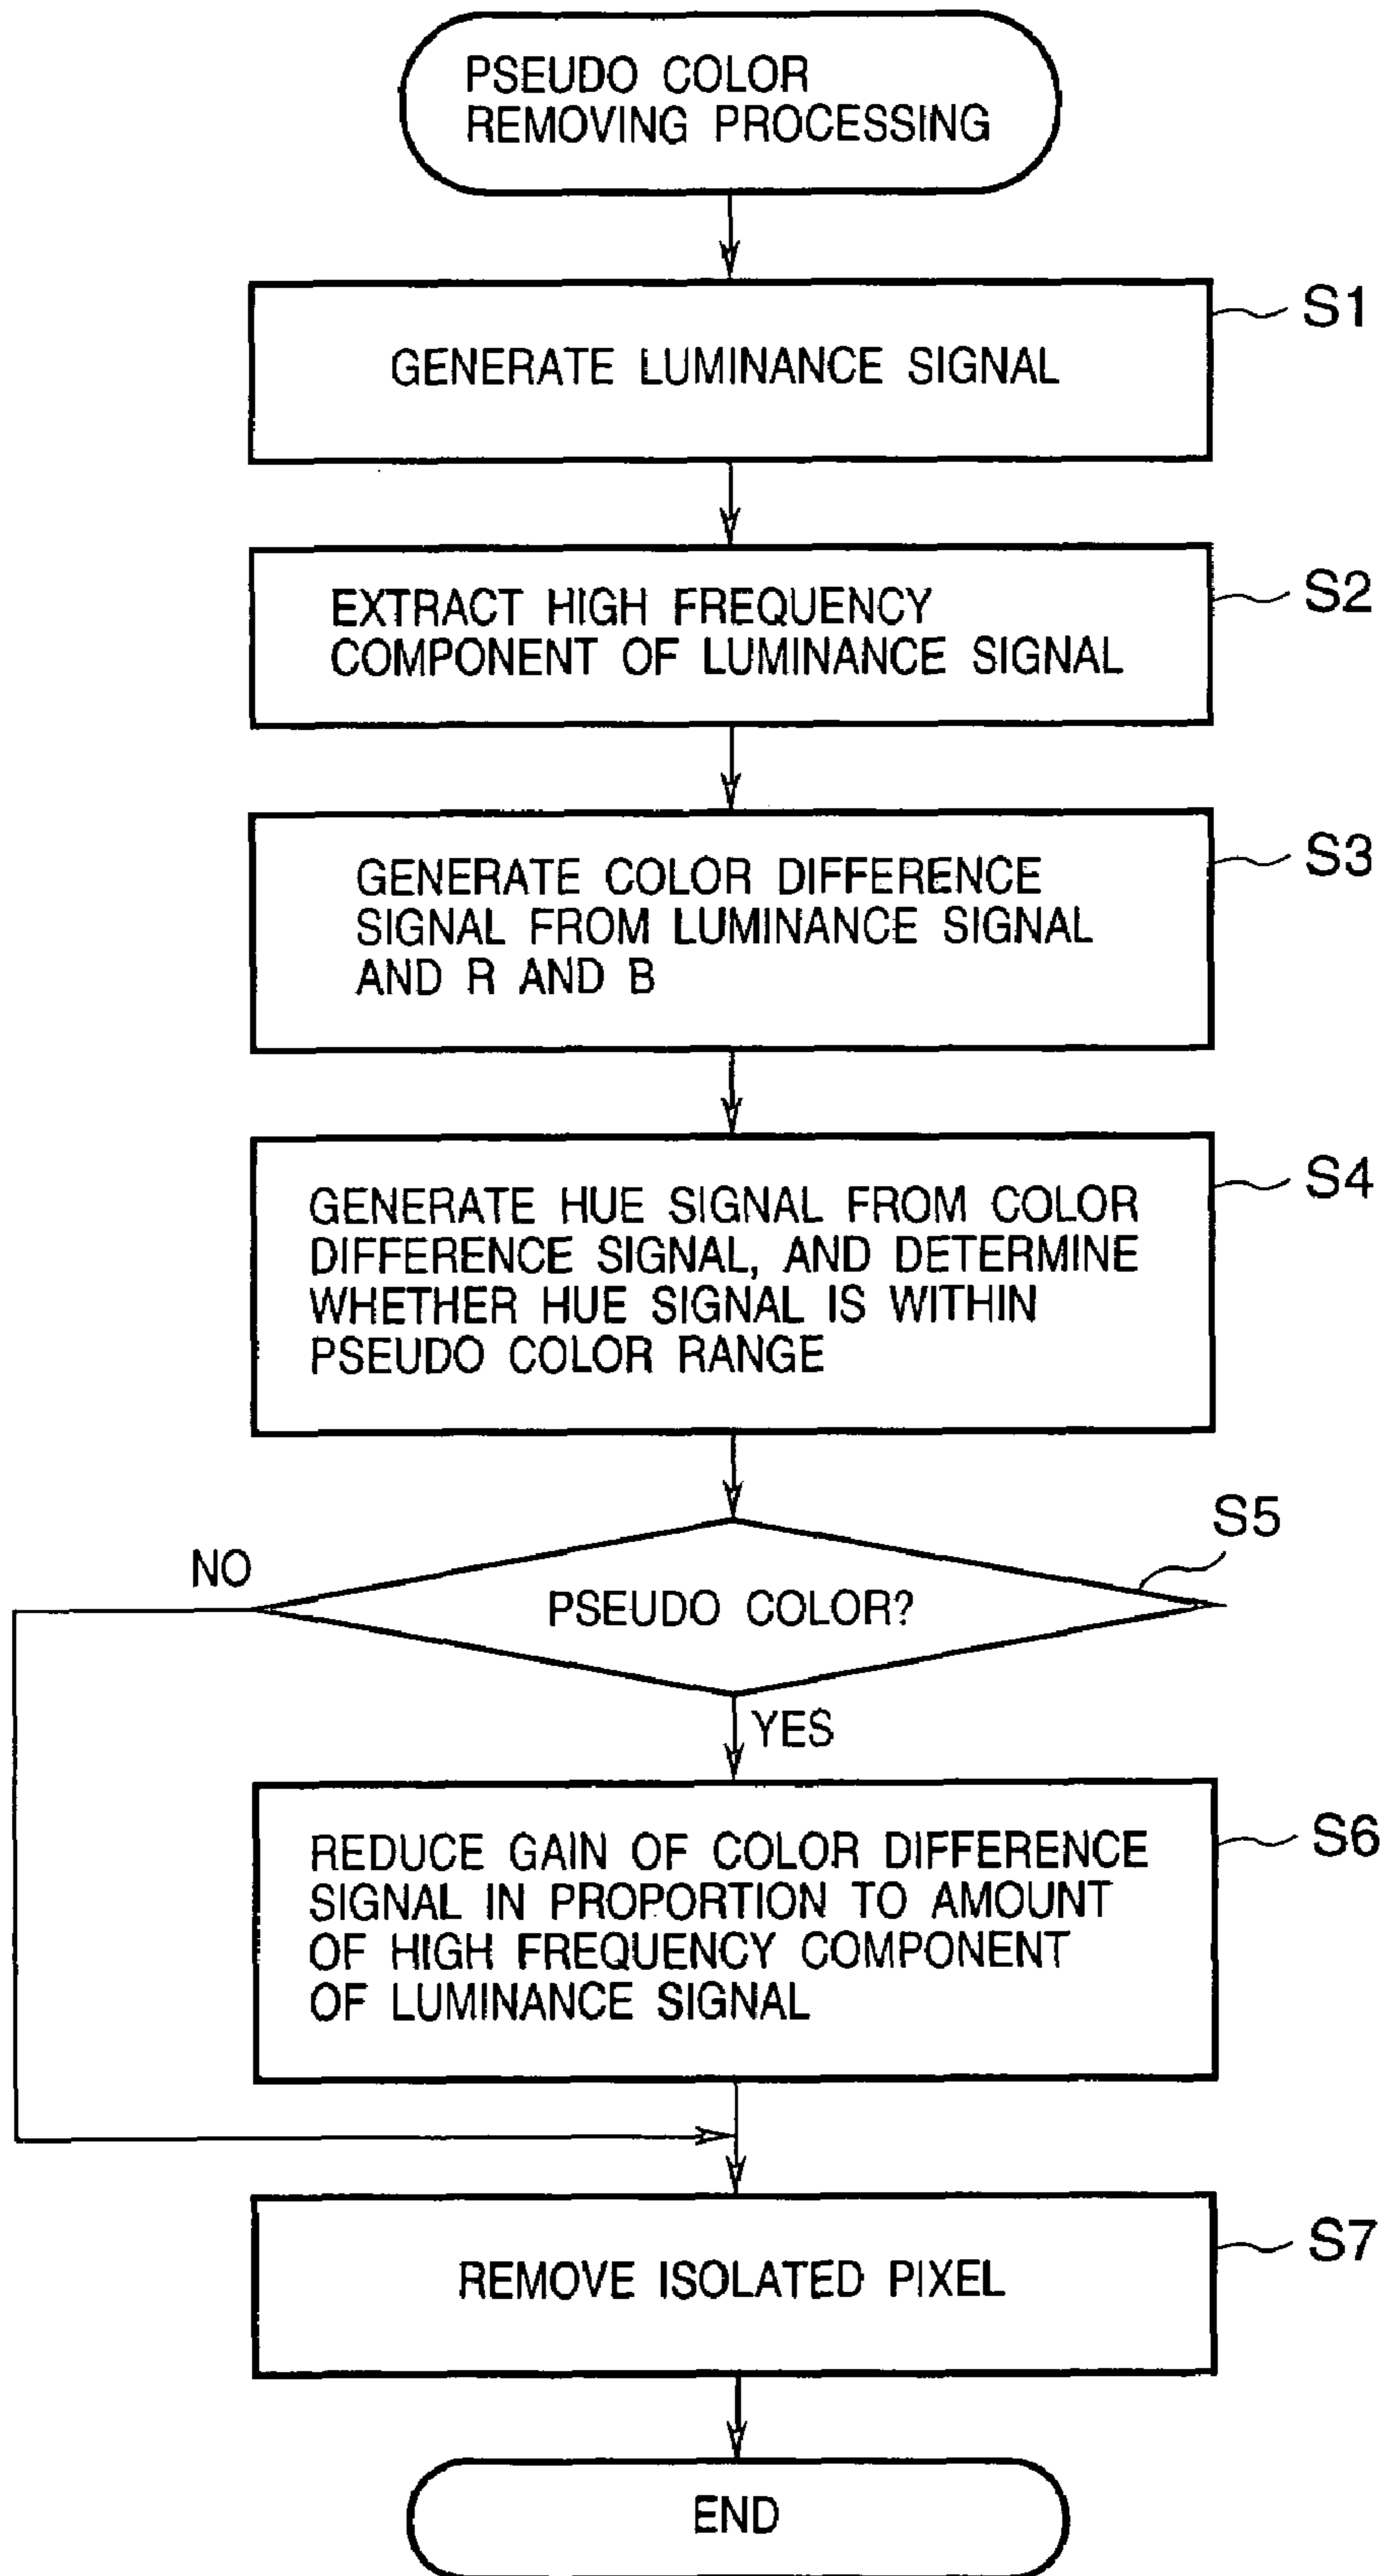 PSEUDO COLOR
REMOVING PROCESSING
S1
GENERATE LUMINANCE SIGNAL
S2
EXTRACT HIGH FREQUENCY
COMPONENT OF LUMINANCE SIGNAL
S3
GENERATE COLOR DIFFERENCE
SIGNAL FROM LUMINANCE SIGNAL
AND R AND B
S4
GENERATE HUE SIGNAL FROM COLOR
DIFFERENCE SIGNAL, AND DETERMINE
WHETHER HUE SIGNAL IS WITHIN
PSEUDO COLOR RANGE
S5
NO
PSEUDO COLOR?
YES
S6
REDUCE GAIN OF COLOR DIFFERENCE
SIGNAL IN PROPORTION TO AMOUNT
OF HIGH FREQUENCY COMPONENT
OF LUMINANCE SIGNAL
S7
REMOVE ISOLATED PIXEL
END